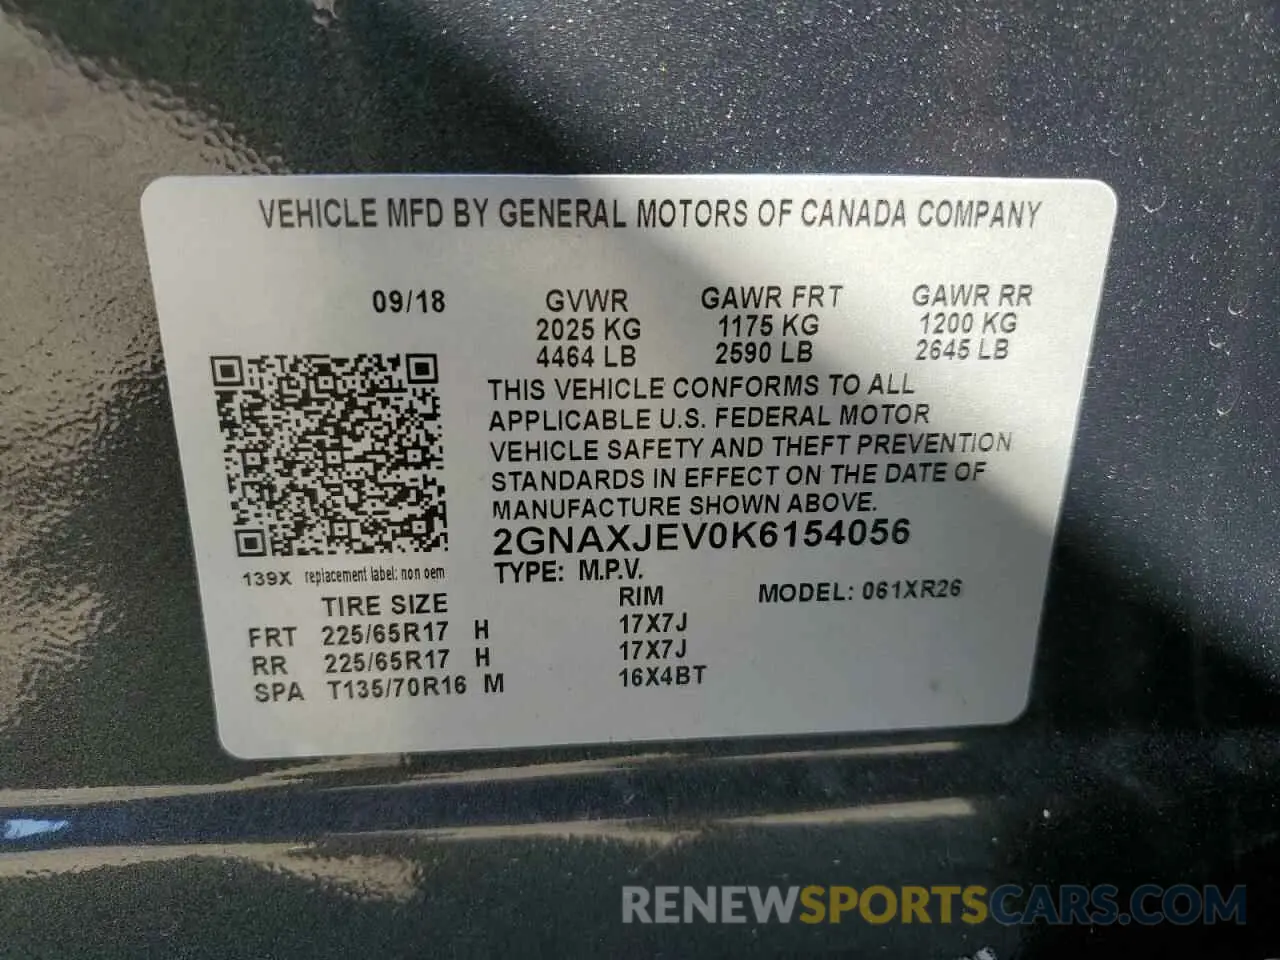 VEHICLE MFD BY GENERAL MOTORS OF CANADA COMPANY
09/18
GVWR
2025 KG
4464 LB
GAWR FRT
1175 KG
2590 LB
GAWR RR
1200 KG
2645 LB
THIS VEHICLE CONFORMS TO ALL
APPLICABLE U.S. FEDERAL MOTOR
VEHICLE SAFETY AND THEFT PREVENTION
STANDARDS IN EFFECT ON THE DATE OF
MANUFACTURE SHOWN ABOVE.
2GNAXJEV0K6154056
139X replacement label: non oem
TYPE: M.P.V.
TIRE SIZE RIM MODEL: 061XR26
FRT 225/65R17 H 17X7J
RR 225/65R17 H 17X7J
SPA T135/70R16 M 16X4BT
RENEWSPORTSCARS.COM